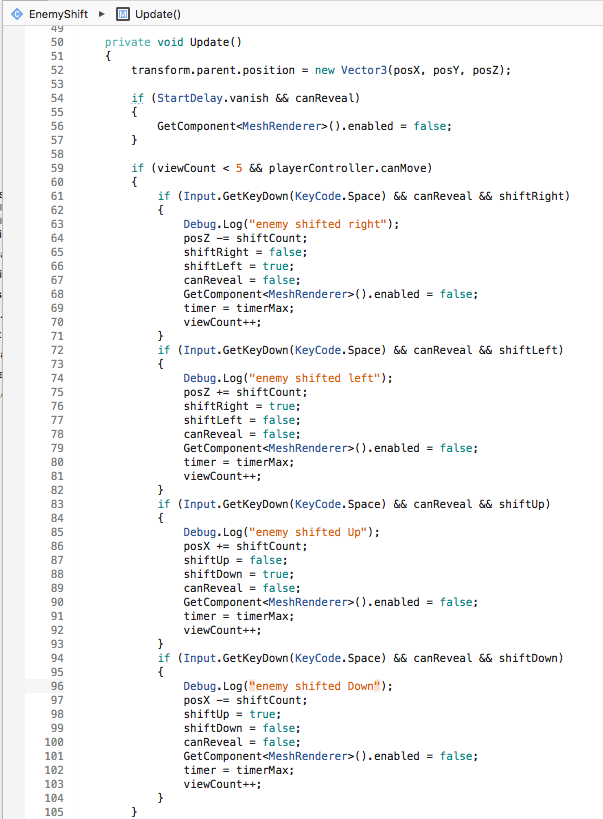 EnemyShift ▶ M Update()
49
50 private void Update()
51 {
52 transform.parent.position = new Vector3(posX, posY, posZ);
53
54 if (StartDelay.vanish && canReveal)
55 {
56 GetComponent<MeshRenderer>().enabled = false;
57 }
58
59 if (viewCount < 5 && playerController.canMove)
60 {
61 if (Input.GetKeyDown(KeyCode.Space) && canReveal && shiftRight)
62 {
63 Debug.Log("enemy shifted right");
64 posZ -= shiftCount;
65 shiftRight = false;
66 shiftLeft = true;
67 canReveal = false;
68 GetComponent<MeshRenderer>().enabled = false;
69 timer = timerMax;
70 viewCount++;
71 }
72 if (Input.GetKeyDown(KeyCode.Space) && canReveal && shiftLeft)
73 {
74 Debug.Log("enemy shifted left");
75 posZ += shiftCount;
76 shiftRight = true;
77 shiftLeft = false;
78 canReveal = false;
79 GetComponent<MeshRenderer>().enabled = false;
80 timer = timerMax;
81 viewCount++;
82 }
83 if (Input.GetKeyDown(KeyCode.Space) && canReveal && shiftUp)
84 {
85 Debug.Log("enemy shifted Up");
86 posX += shiftCount;
87 shiftUp = false;
88 shiftDown = true;
89 canReveal = false;
90 GetComponent<MeshRenderer>().enabled = false;
91 timer = timerMax;
92 viewCount++;
93 }
94 if (Input.GetKeyDown(KeyCode.Space) && canReveal && shiftDown)
95 {
96 Debug.Log("enemy shifted Down");
97 posX -= shiftCount;
98 shiftUp = true;
99 shiftDown = false;
100 canReveal = false;
101 GetComponent<MeshRenderer>().enabled = false;
102 timer = timerMax;
103 viewCount++;
104 }
105 }